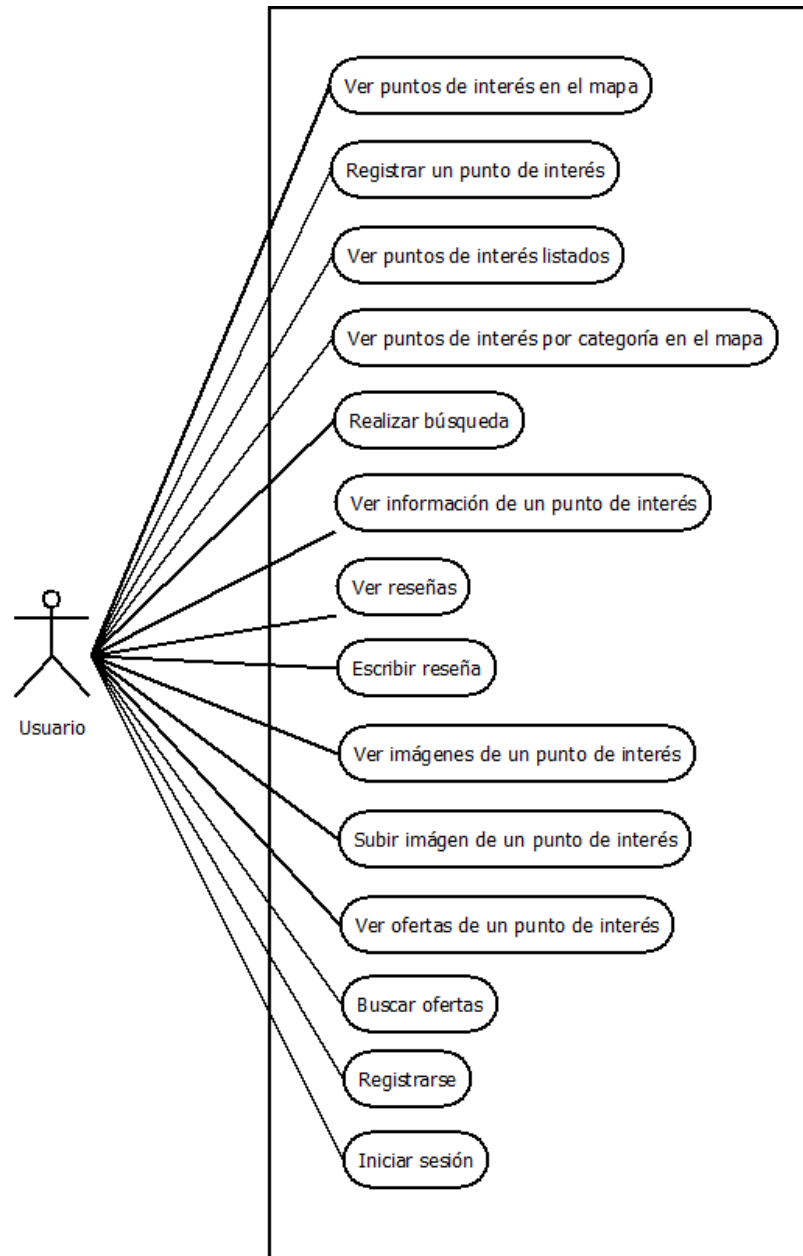 Ver puntos de interés en el mapa
Registrar un punto de interés
Ver puntos de interés listados
Ver puntos de interés por categoría en el mapa
Realizar búsqueda
Ver información de un punto de interés
Ver reseñas
Escribir reseña
Usuario
Ver imágenes de un punto de interés
Subir imágen de un punto de interés
Ver ofertas de un punto de interés
Buscar ofertas
Registrarse
Iniciar sesión